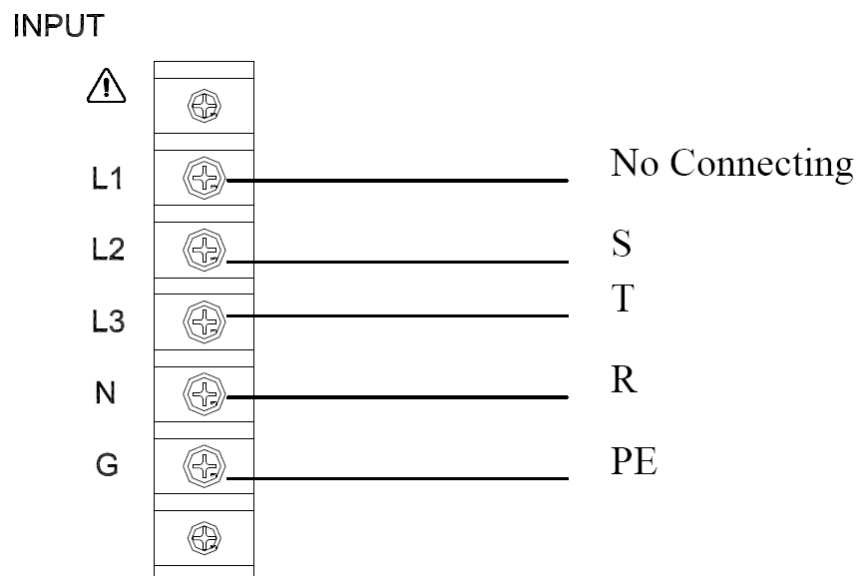 INPUT
L1 No Connecting
L2 S
L3 T
N R
G PE